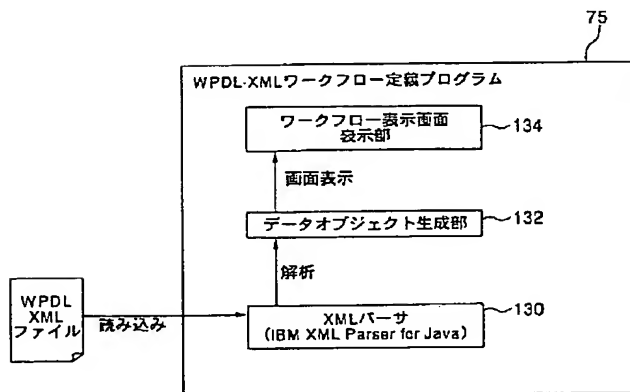 75
WPDL-XMLワークフロー定義プログラム
ワークフロー表示画面
表示部
134
画面表示
データオブジェクト生成部
132
解析
WPDL
XML
ファイル
読み込み
XMLパーサ
(IBM XML Parser for Java)
130